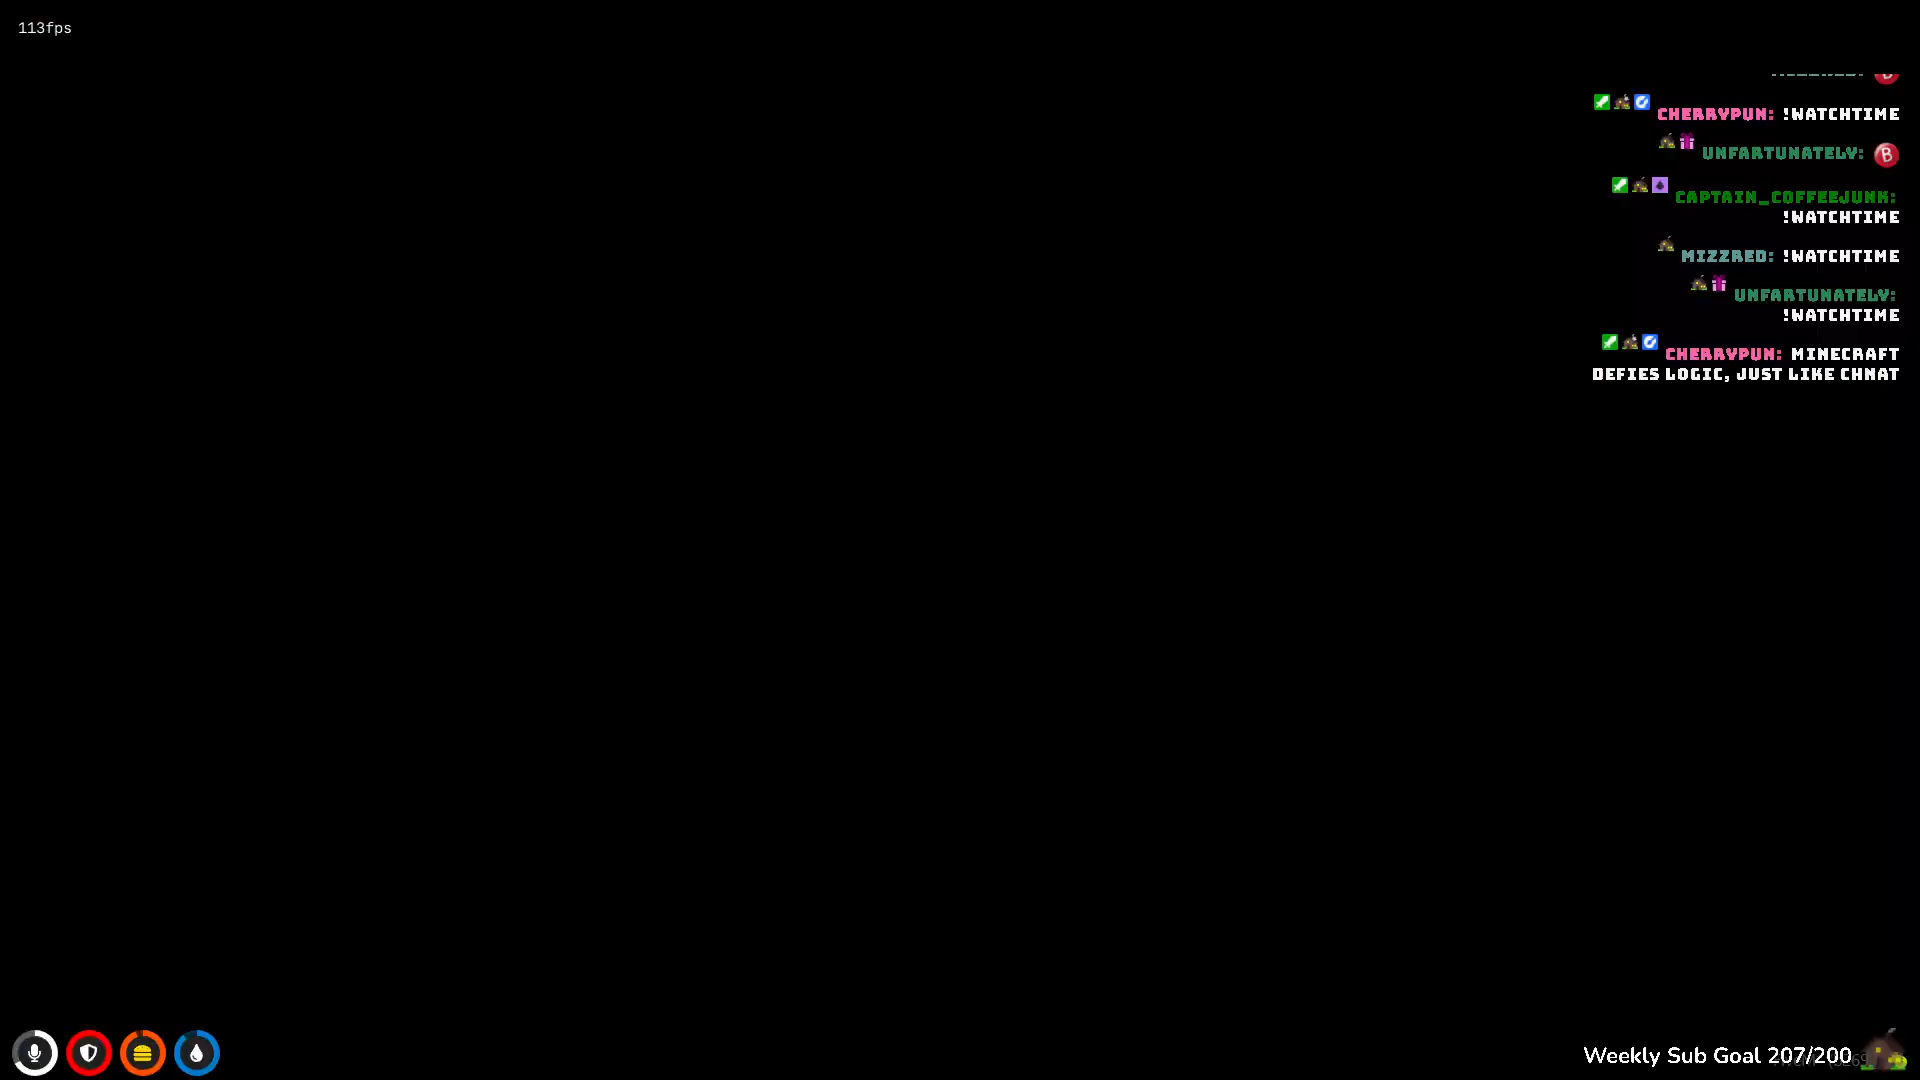 113fps
CHERRYPUN: !WATCHTIME
UNFARTUNATELY: B
CAPTAIN_COFFEEJUNK:
!WATCHTIME
MIZZRED: !WATCHTIME
UNFARTUNATELY:
!WATCHTIME
CHERRYPUN: MINECRAFT
DEFIES LOGIC, JUST LIKE CHNAT
Weekly Sub Goal 207/200